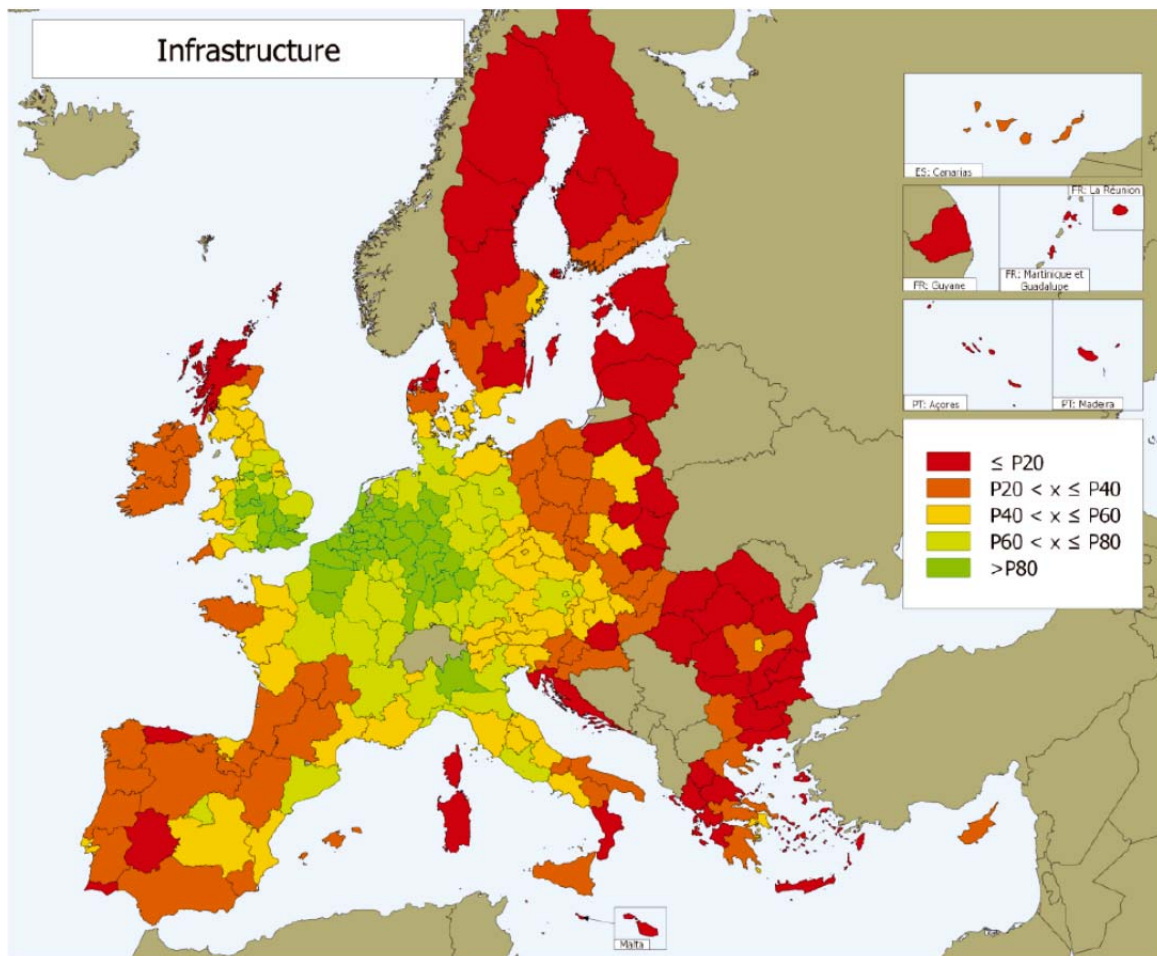 Infrastructure
ES: Canarias
FR: La Réunion
FR: Guyane
FR: Martinique et
Guadalupe
PT: Açores
PT: Madeira
≤ P20
P20 < x ≤ P40
P40 < x ≤ P60
P60 < x ≤ P80
>P80
Malta